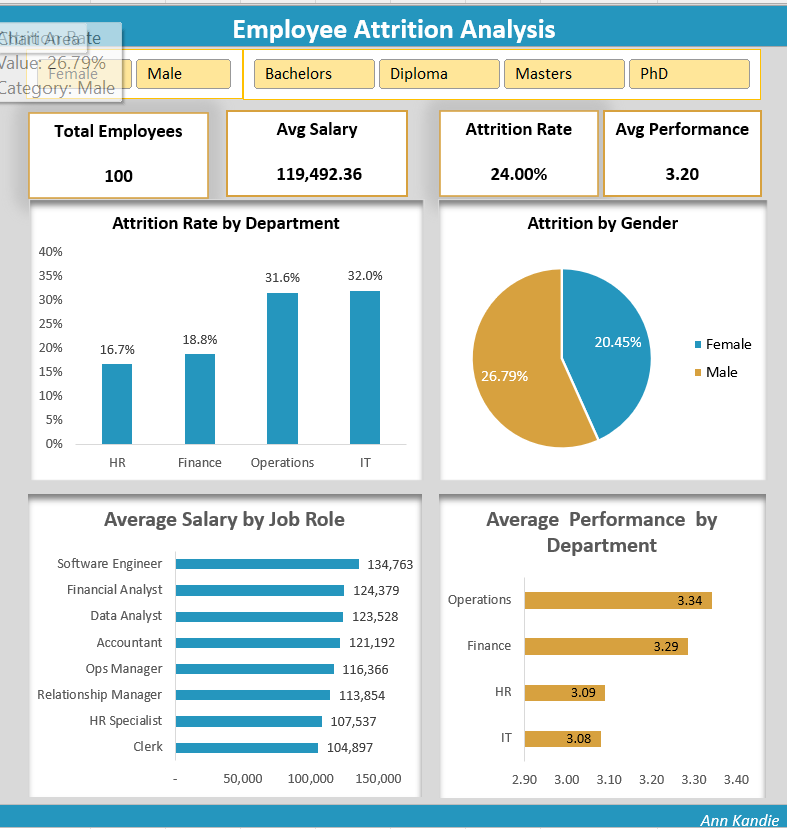 Employee Attrition Analysis
Chart Area
Attrition Rate
Value: 26.79%
Category: Male
Female
Male
Bachelors
Diploma
Masters
PhD
Total Employees
100
Avg Salary
119,492.36
Attrition Rate
24.00%
Avg Performance
3.20
Attrition Rate by Department
40%
35%
30%
25%
20%
15%
10%
5%
0%
16.7%
18.8%
31.6%
32.0%
HR
Finance
Operations
IT
Attrition by Gender
20.45%
26.79%
Female
Male
Average Salary by Job Role
Software Engineer 134,763
Financial Analyst 124,379
Data Analyst 123,528
Accountant 121,192
Ops Manager 116,366
Relationship Manager 113,854
HR Specialist 107,537
Clerk 104,897
- 50,000 100,000 150,000
Average Performance by
Department
Operations 3.34
Finance 3.29
HR 3.09
IT 3.08
2.90 3.00 3.10 3.20 3.30 3.40
Ann Kandie